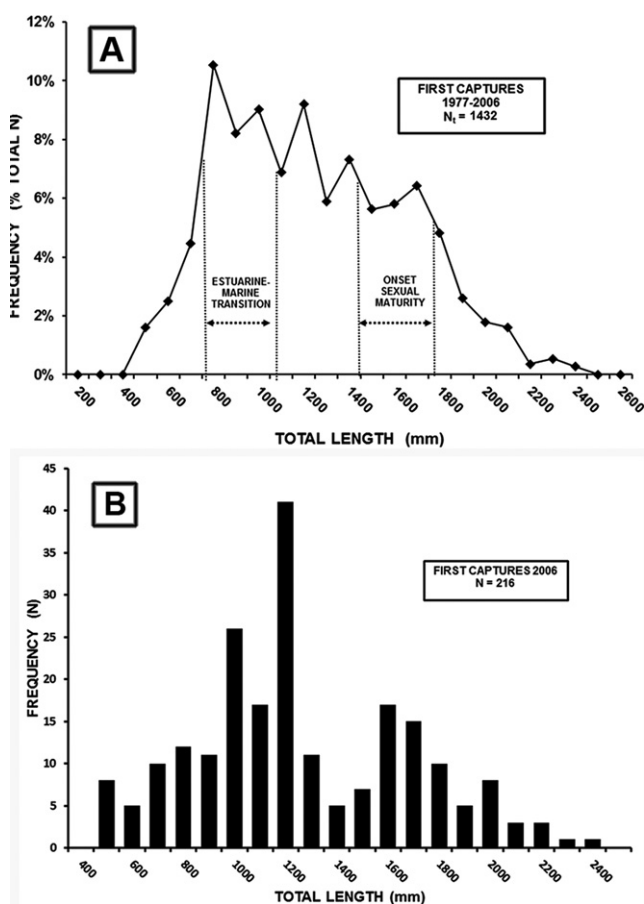 A
12%
10%
8%
6%
4%
2%
0%
FREQUENCY (% TOTAL N)
FIRST CAPTURES
1977-2006
Nt = 1432
ESTUARINE-
MARINE
TRANSITION
ONSET
SEXUAL
MATURITY
200 400 600 800 1000 1200 1400 1600 1800 2000 2200 2400 2600
TOTAL LENGTH (mm)
B
45
40
35
30
25
20
15
10
5
0
FREQUENCY (N)
FIRST CAPTURES 2006
N = 216
400 600 800 1000 1200 1400 1600 1800 2000 2200 2400
TOTAL LENGTH (mm)